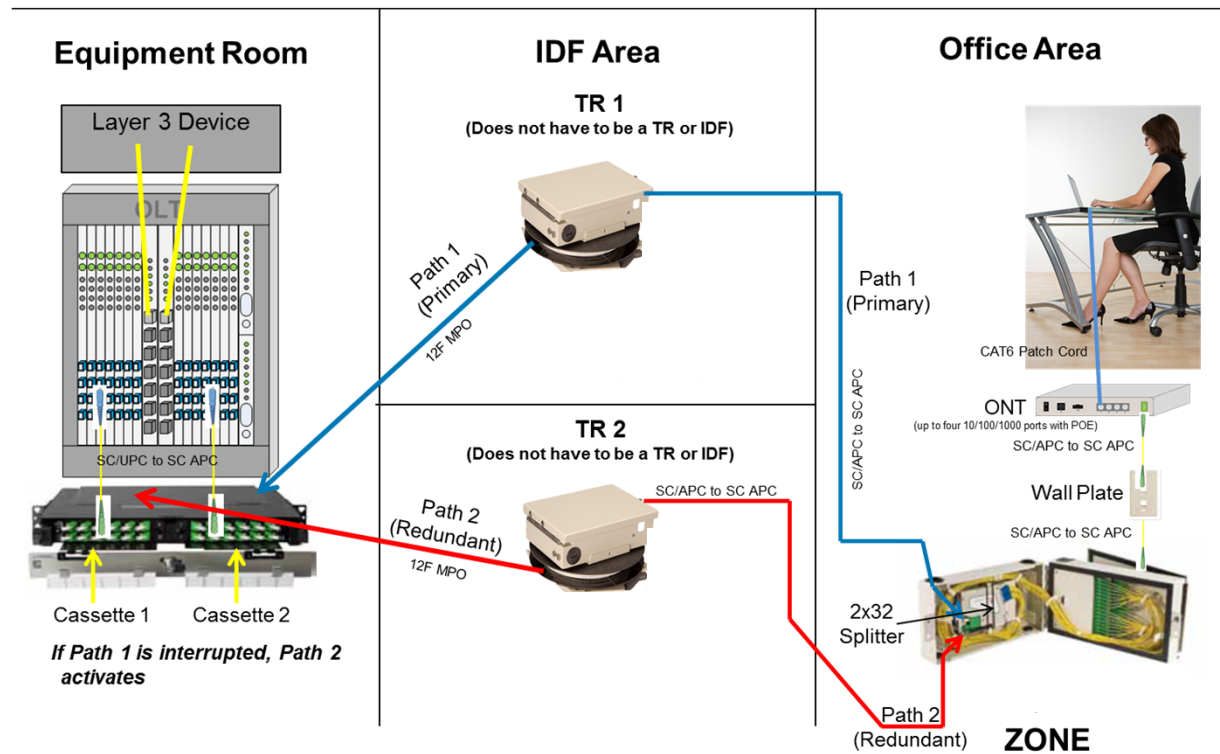 Equipment Room
Layer 3 Device
OLT
SC/UPC to SC APC
Cassette 1
Cassette 2
If Path 1 is interrupted, Path 2
activates
IDF Area
TR 1
(Does not have to be a TR or IDF)
Path 1
(Primary)
12F MPO
TR 2
(Does not have to be a TR or IDF)
SC/APC to SC APC
Path 2
(Redundant)
12F MPO
Office Area
Path 1
(Primary)
SC/APC to SC APC
CAT6 Patch Cord
ONT
(up to four 10/100/1000 ports with POE)
SC/APC to SC APC
Wall Plate
SC/APC to SC APC
2x32
Splitter
Path 2
(Redundant)
ZONE